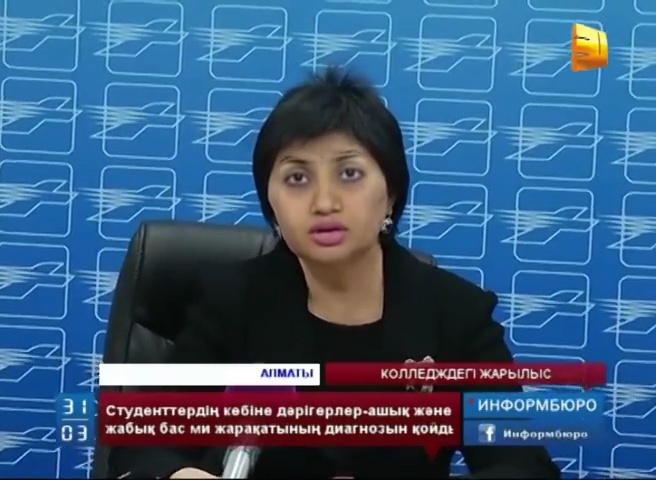 АЛМАТЫ
КОЛЛЕДЖДЕГІ ЖАРЫЛЫС
31
03
Студенттердің көбіне дәрігерлер-ашық және
жабық бас ми жарақатының диагнозын қойды
ИНФОРМБЮРО
Информбюро